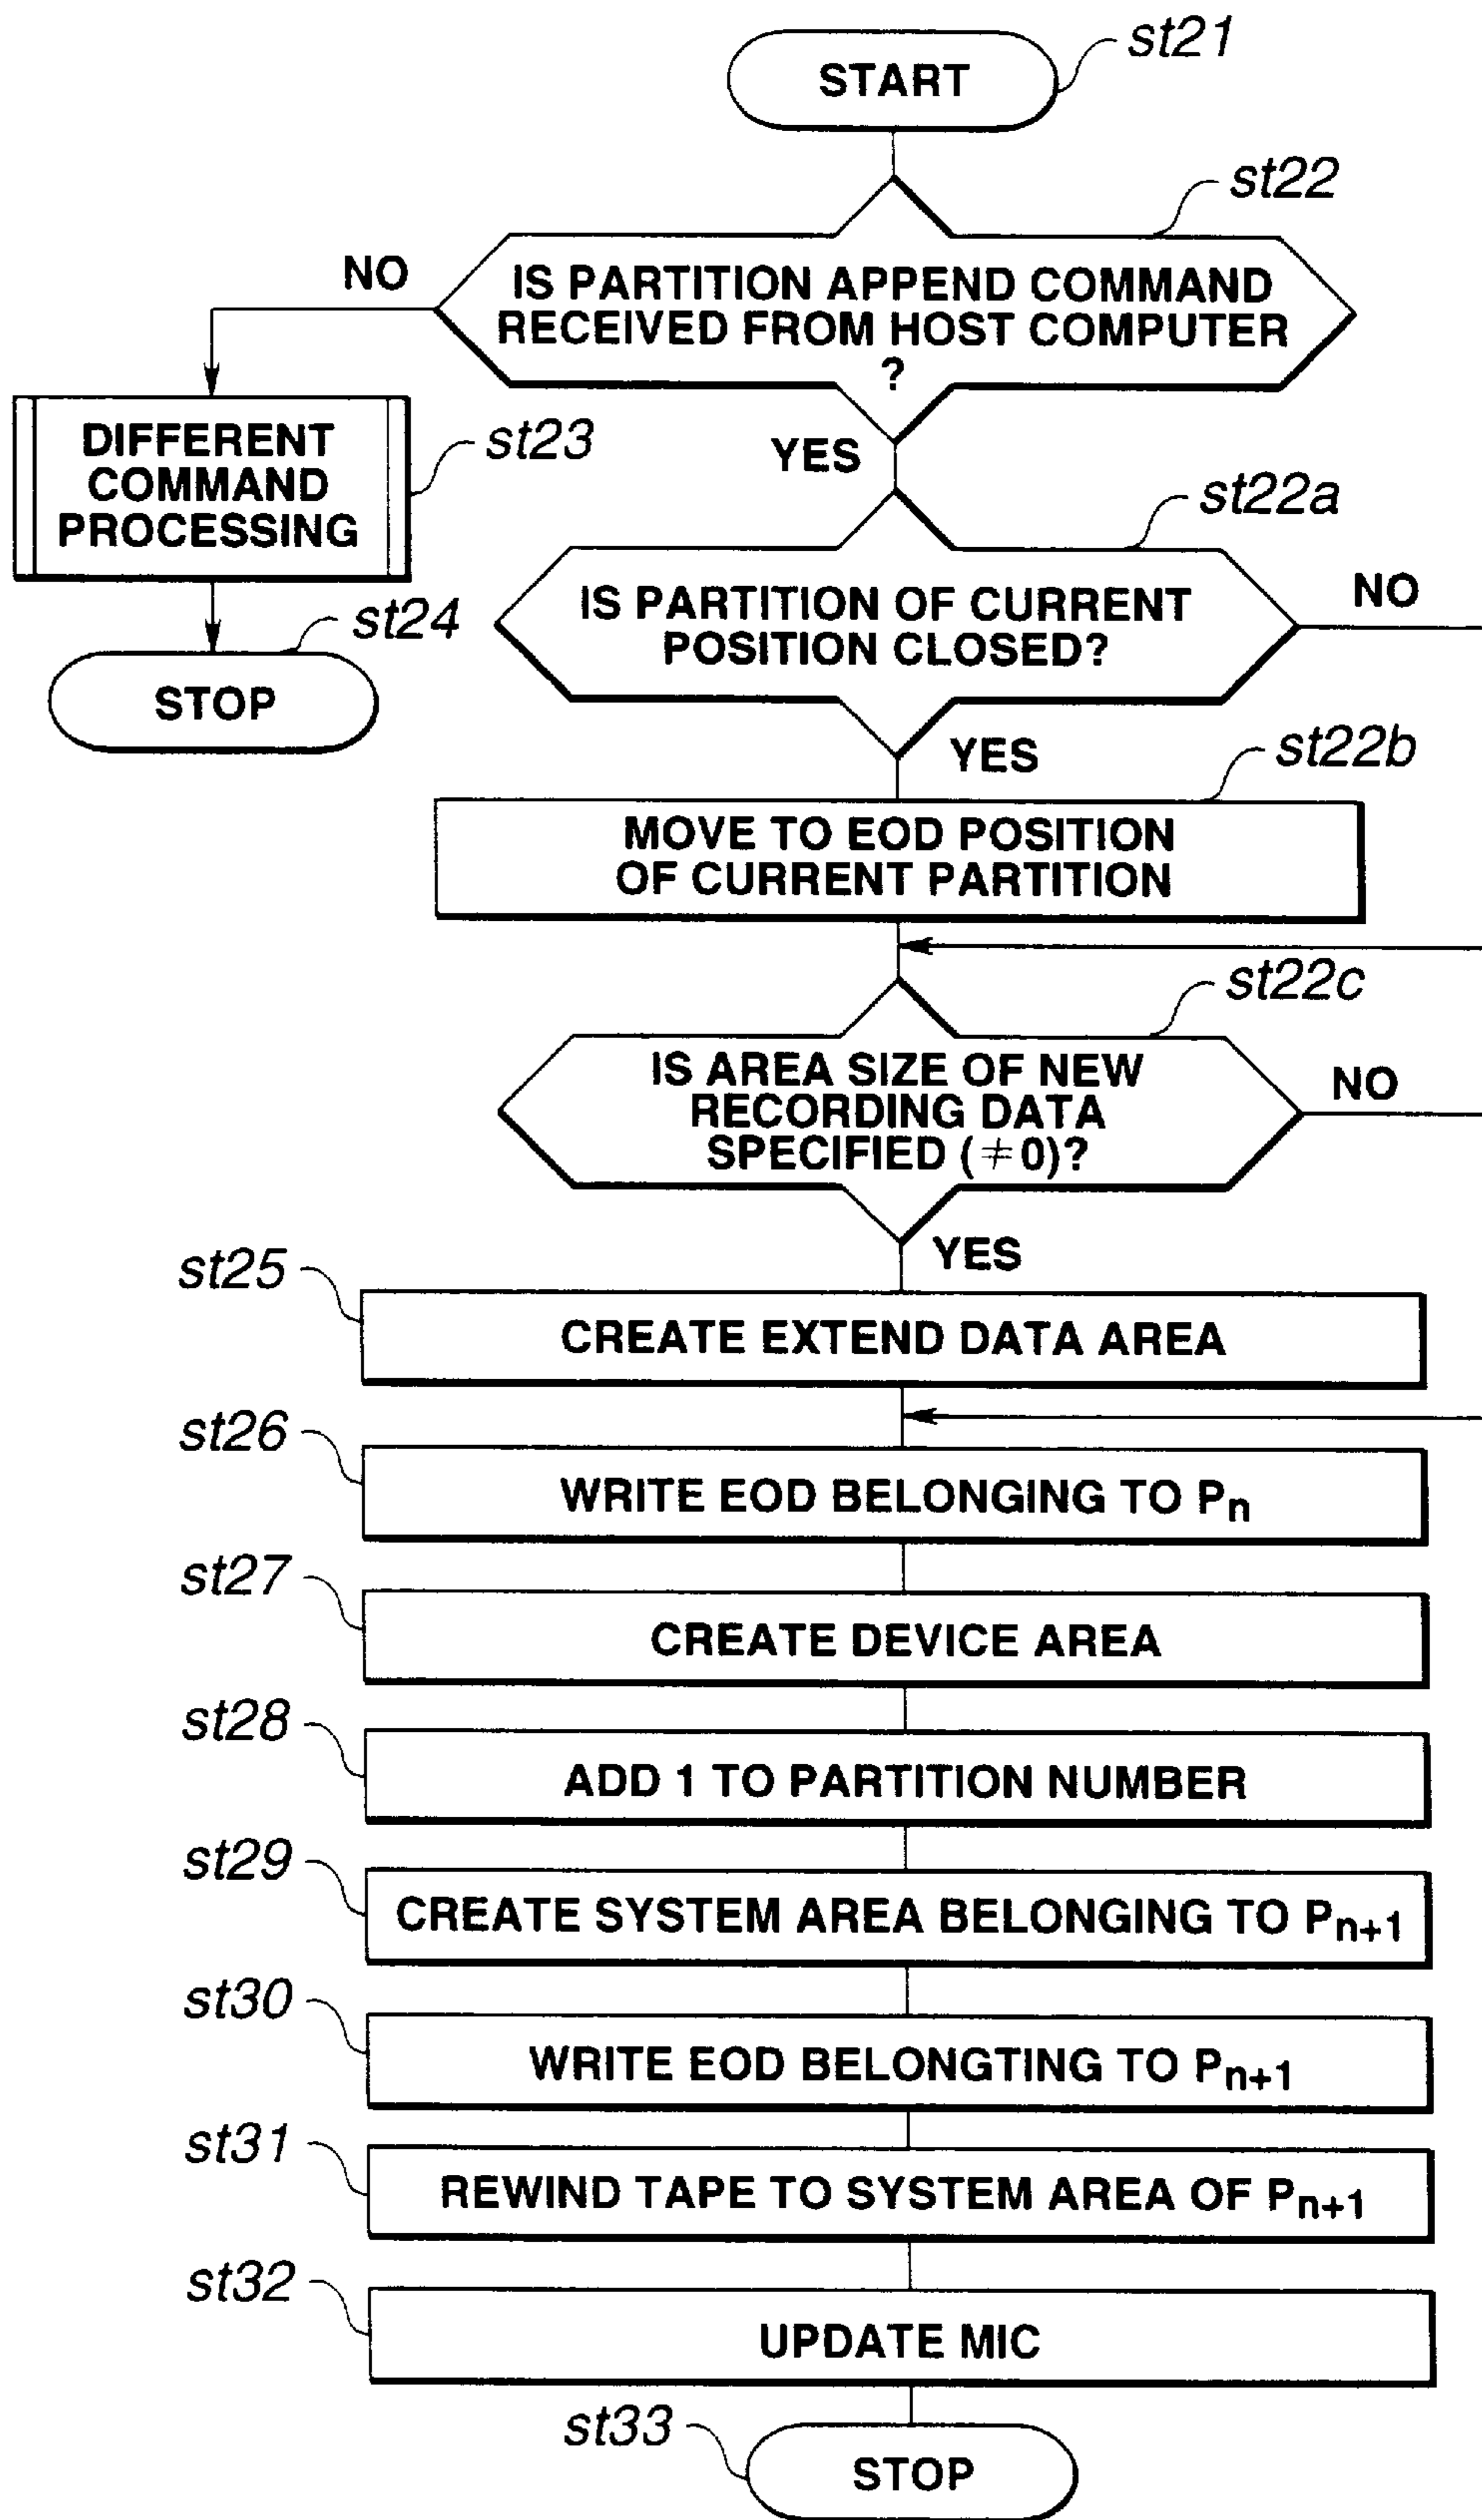 st21
START
st22
NO
IS PARTITION APPEND COMMAND
RECEIVED FROM HOST COMPUTER
?
YES
DIFFERENT
COMMAND
PROCESSING
st23
st24
STOP
st22a
IS PARTITION OF CURRENT
POSITION CLOSED?
NO
YES
st22b
MOVE TO EOD POSITION
OF CURRENT PARTITION
st22c
IS AREA SIZE OF NEW
RECORDING DATA
SPECIFIED (≠0)?
NO
YES
st25
CREATE EXTEND DATA AREA
st26
WRITE EOD BELONGING TO Pn
st27
CREATE DEVICE AREA
st28
ADD 1 TO PARTITION NUMBER
st29
CREATE SYSTEM AREA BELONGING TO Pn+1
st30
WRITE EOD BELONGTING TO Pn+1
st31
REWIND TAPE TO SYSTEM AREA OF Pn+1
st32
UPDATE MIC
st33
STOP